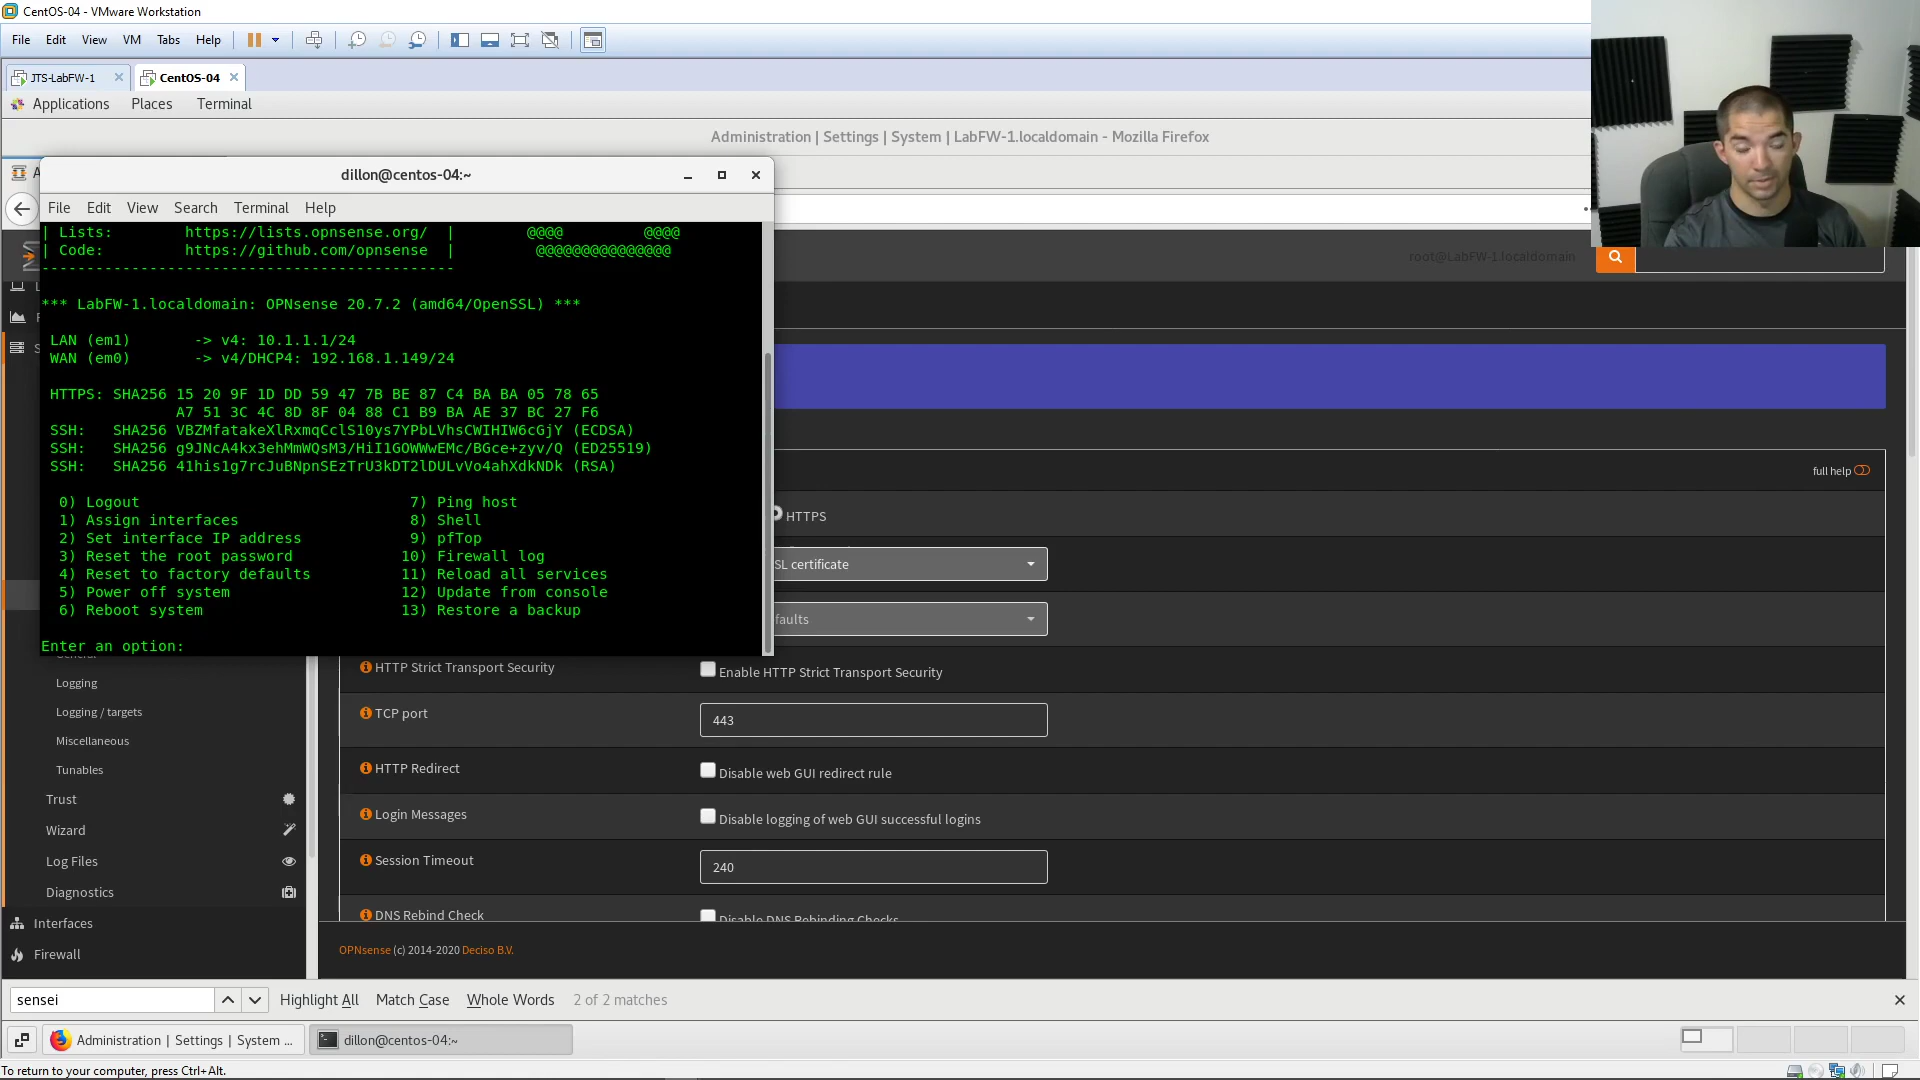 CentOS-04 - VMware Workstation
File Edit View VM Tabs Help
JTS-LabFW-1 CentOS-04
Applications Places Terminal
Administration | Settings | System | LabFW-1.localdomain - Mozilla Firefox
dillon@centos-04:~
File Edit View Search Terminal Help
| Lists: https://lists.opnsense.org/ | @@@@ @@@@
| Code: https://github.com/opnsense | @@@@@@@@@@@@@@@
----------------------------------------------
*** LabFW-1.localdomain: OPNsense 20.7.2 (amd64/OpenSSL) ***
LAN (em1) -> v4: 10.1.1.1/24
WAN (em0) -> v4/DHCP4: 192.168.1.149/24
HTTPS: SHA256 15 20 9F 1D DD 59 47 7B BE 87 C4 BA BA 05 78 65
A7 51 3C 4C 8D 8F 04 88 C1 B9 BA AE 37 BC 27 F6
SSH: SHA256 VBZMfatakeXlRxmqCclS10ys7YPbLVhsCWIHIW6cGjY (ECDSA)
SSH: SHA256 g9JNcA4kx3ehMmWQsM3/HiI1GOWWwEMc/BGce+zyv/Q (ED25519)
SSH: SHA256 41his1g7rcJuBNpnSEzTrU3kDT2lDULvVo4ahXdkNDk (RSA)
0) Logout 7) Ping host
1) Assign interfaces 8) Shell
2) Set interface IP address 9) pfTop
3) Reset the root password 10) Firewall log
4) Reset to factory defaults 11) Reload all services
5) Power off system 12) Update from console
6) Reboot system 13) Restore a backup
Enter an option:
root@LabFW-1.localdomain
full help
HTTPS
SL certificate
faults
HTTP Strict Transport Security Enable HTTP Strict Transport Security
TCP port 443
HTTP Redirect Disable web GUI redirect rule
Login Messages Disable logging of web GUI successful logins
Session Timeout 240
DNS Rebind Check Disable DNS Rebinding Checks
General
Logging
Logging / targets
Miscellaneous
Tunables
Trust
Wizard
Log Files
Diagnostics
Interfaces
Firewall
OPNsense (c) 2014-2020 Deciso B.V.
sensei Highlight All Match Case Whole Words 2 of 2 matches
Administration | Settings | System ... dillon@centos-04:~
To return to your computer, press Ctrl+Alt.